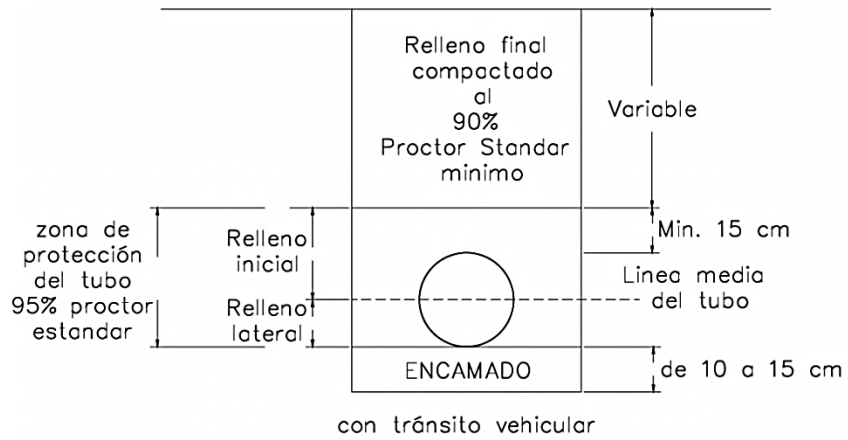 Relleno final
compactado
al
90%
Proctor Standar
minimo
Variable
zona de
protección
del tubo
95% proctor
estandar
Relleno
inicial
Relleno
lateral
Min. 15 cm
Linea media
del tubo
ENCAMADO
de 10 a 15 cm
con tránsito vehicular